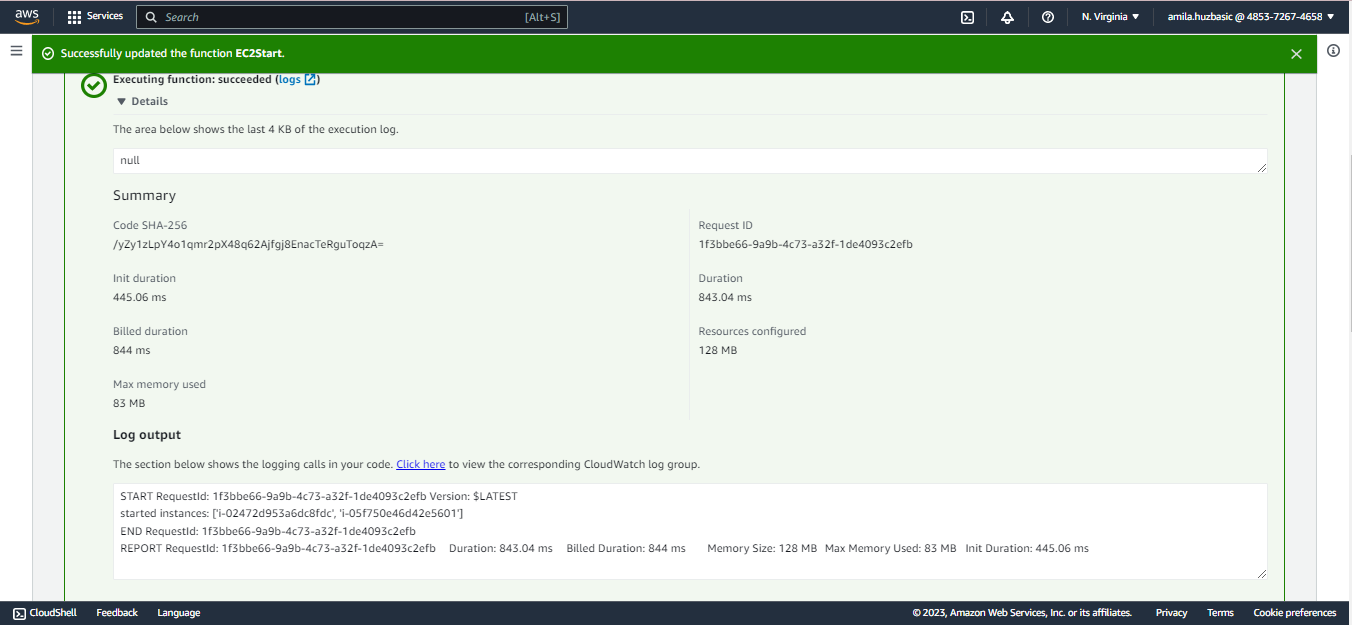 aws Services Search [Alt+S] N. Virginia amila.huzbasic @ 4853-7267-4658
Successfully updated the function EC2Start.
Executing function: succeeded (logs)
Details
The area below shows the last 4 KB of the execution log.
null
Summary
Code SHA-256
/yZy1zLpY4o1qmr2pX48q62Ajfgj8EnacTeRguToqzA=
Request ID
1f3bbe66-9a9b-4c73-a32f-1de4093c2efb
Init duration
445.06 ms
Duration
843.04 ms
Billed duration
844 ms
Resources configured
128 MB
Max memory used
83 MB
Log output
The section below shows the logging calls in your code. Click here to view the corresponding CloudWatch log group.
START RequestId: 1f3bbe66-9a9b-4c73-a32f-1de4093c2efb Version: $LATEST
started instances: ['i-02472d953a6dc8fdc', 'i-05f750e46d42e5601']
END RequestId: 1f3bbe66-9a9b-4c73-a32f-1de4093c2efb
REPORT RequestId: 1f3bbe66-9a9b-4c73-a32f-1de4093c2efb Duration: 843.04 ms Billed Duration: 844 ms Memory Size: 128 MB Max Memory Used: 83 MB Init Duration: 445.06 ms
CloudShell Feedback Language © 2023, Amazon Web Services, Inc. or its affiliates. Privacy Terms Cookie preferences